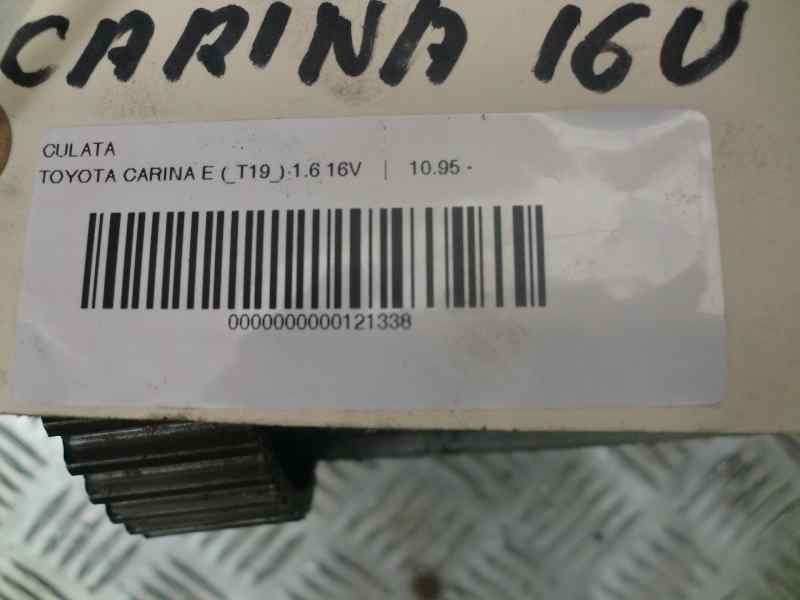 CARINA 16V
CULATA
TOYOTA CARINA E (_T19_) 1.6 16V | 10.95 -
0000000000121338